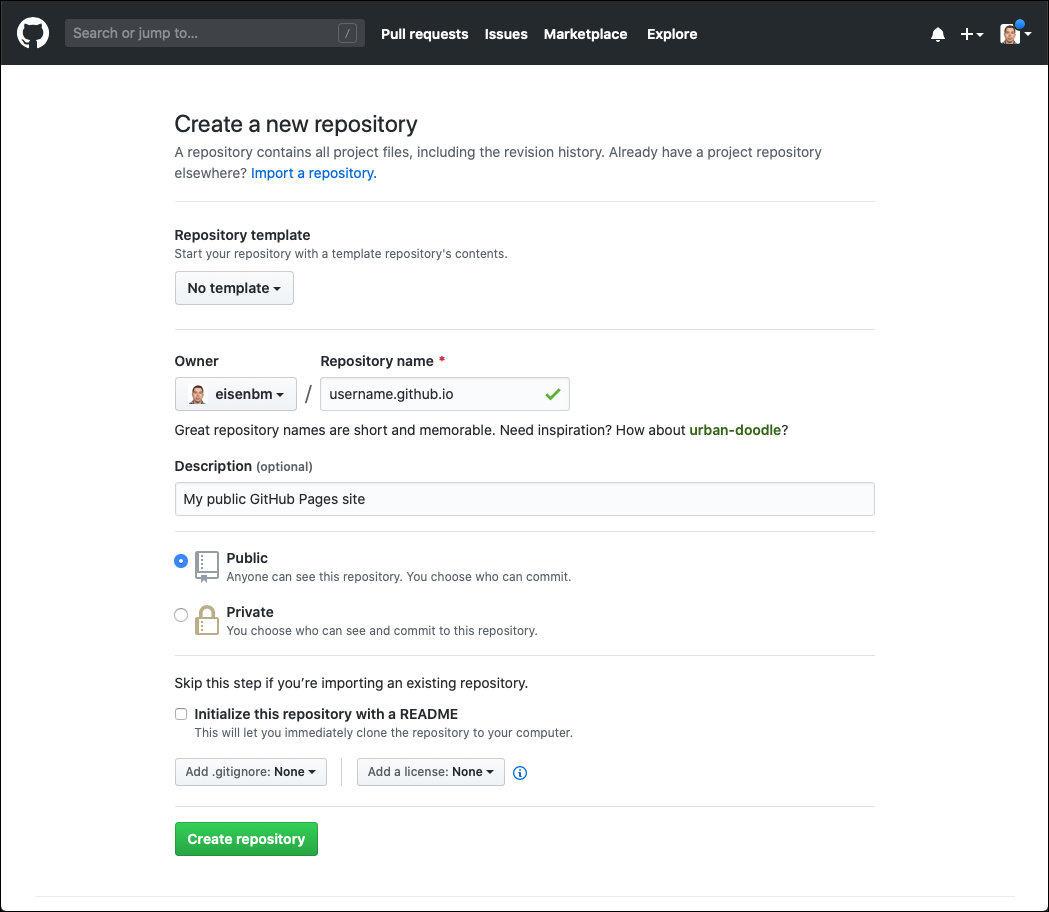 Search or jump to... / Pull requests Issues Marketplace Explore
Create a new repository
A repository contains all project files, including the revision history. Already have a project repository
elsewhere? Import a repository.
Repository template
Start your repository with a template repository's contents.
No template
Owner Repository name *
eisenbm / username.github.io
Great repository names are short and memorable. Need inspiration? How about urban-doodle?
Description (optional)
My public GitHub Pages site
Public
Anyone can see this repository. You choose who can commit.
Private
You choose who can see and commit to this repository.
Skip this step if you’re importing an existing repository.
Initialize this repository with a README
This will let you immediately clone the repository to your computer.
Add .gitignore: None Add a license: None
Create repository